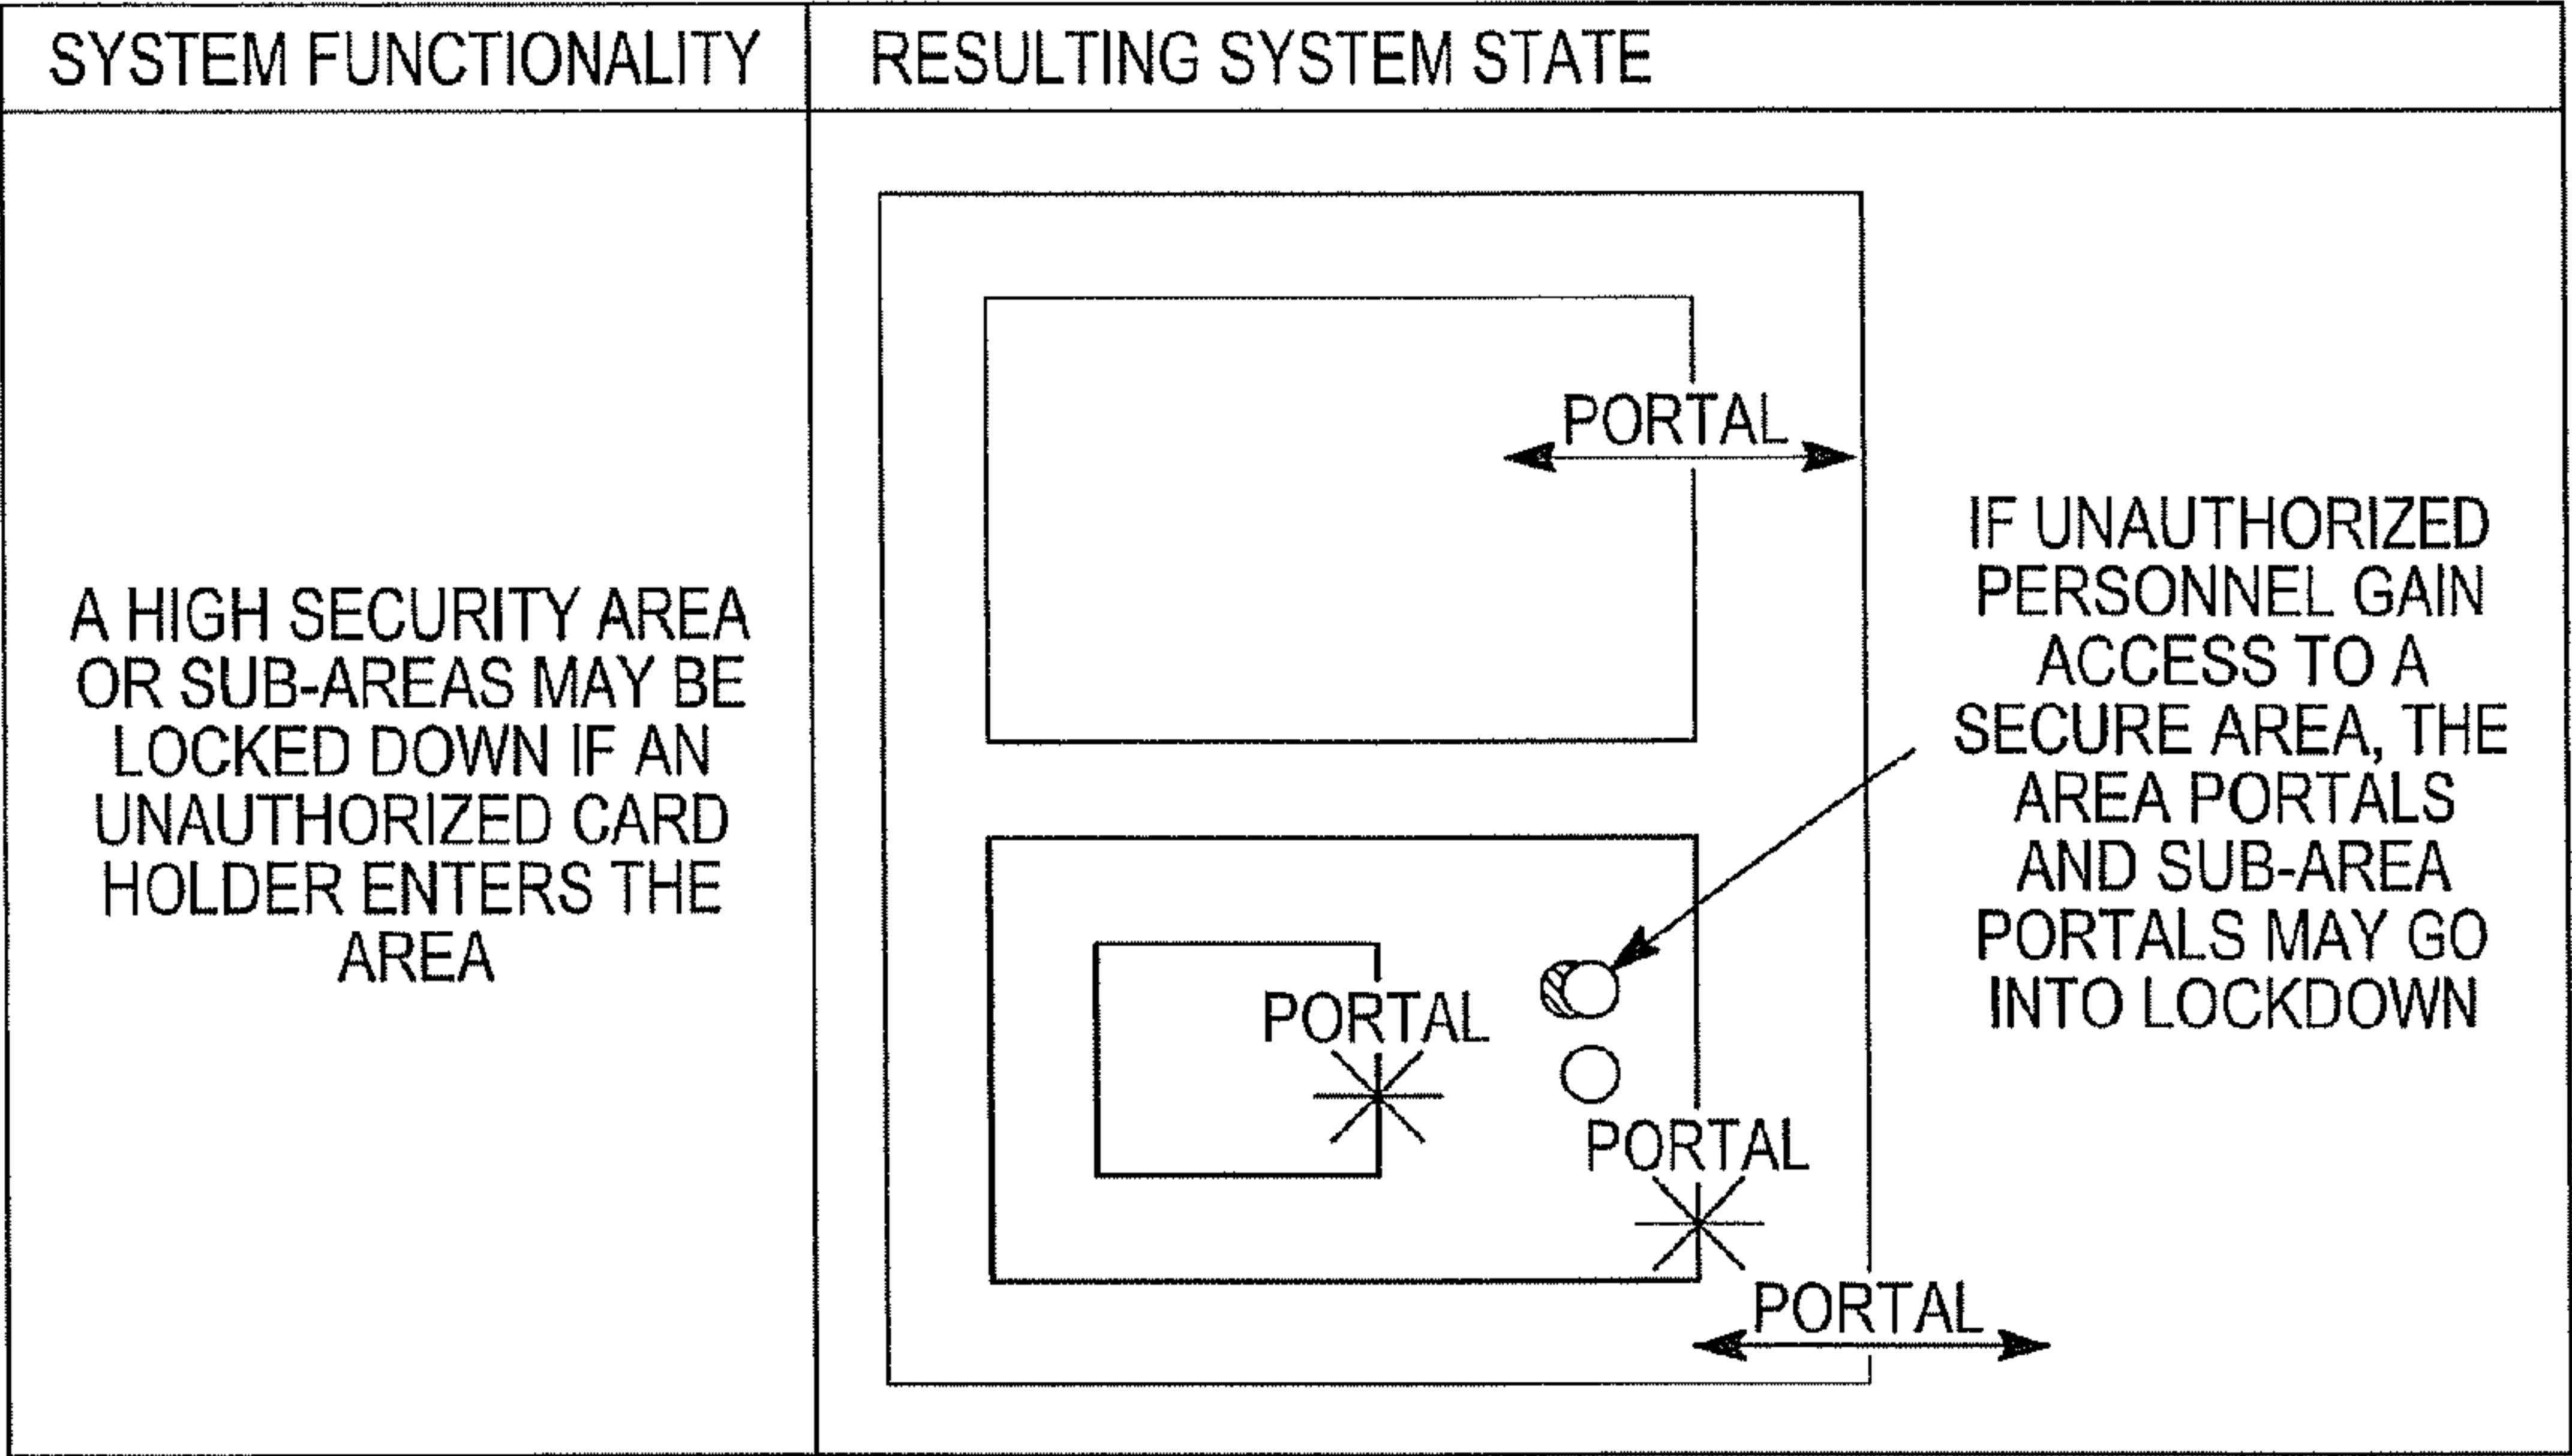 SYSTEM FUNCTIONALITY
RESULTING SYSTEM STATE
A HIGH SECURITY AREA
OR SUB-AREAS MAY BE
LOCKED DOWN IF AN
UNAUTHORIZED CARD
HOLDER ENTERS THE
AREA
PORTAL
PORTAL
PORTAL
PORTAL
IF UNAUTHORIZED
PERSONNEL GAIN
ACCESS TO A
SECURE AREA, THE
AREA PORTALS
AND SUB-AREA
PORTALS MAY GO
INTO LOCKDOWN